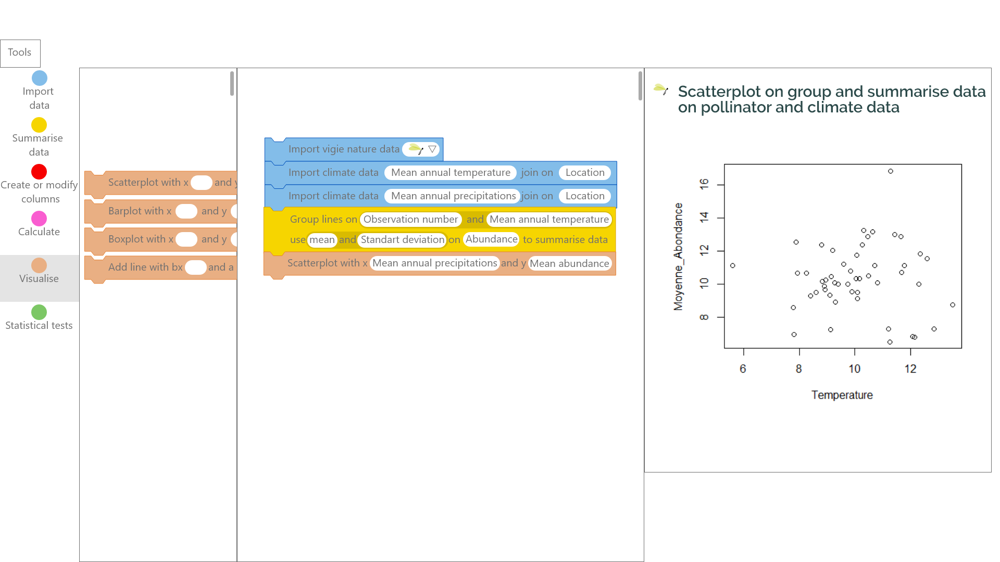 Tools
Import
data
Summarise
data
Create or modify
columns
Calculate
Visualise
Statistical tests
Scatterplot with x and y
Barplot with x and y
Boxplot with x and y
Add line with bx and a
Import vigie nature data
Import climate data Mean annual temperature join on Location
Import climate data Mean annual precipitations join on Location
Group lines on Observation number and Mean annual temperature
use mean and Standart deviation on Abundance to summarise data
Scatterplot with x Mean annual precipitations and y Mean abundance
Scatterplot on group and summarise data
on pollinator and climate data
Moyenne_Abondance
16
14
12
10
8
6 8 10 12
Temperature